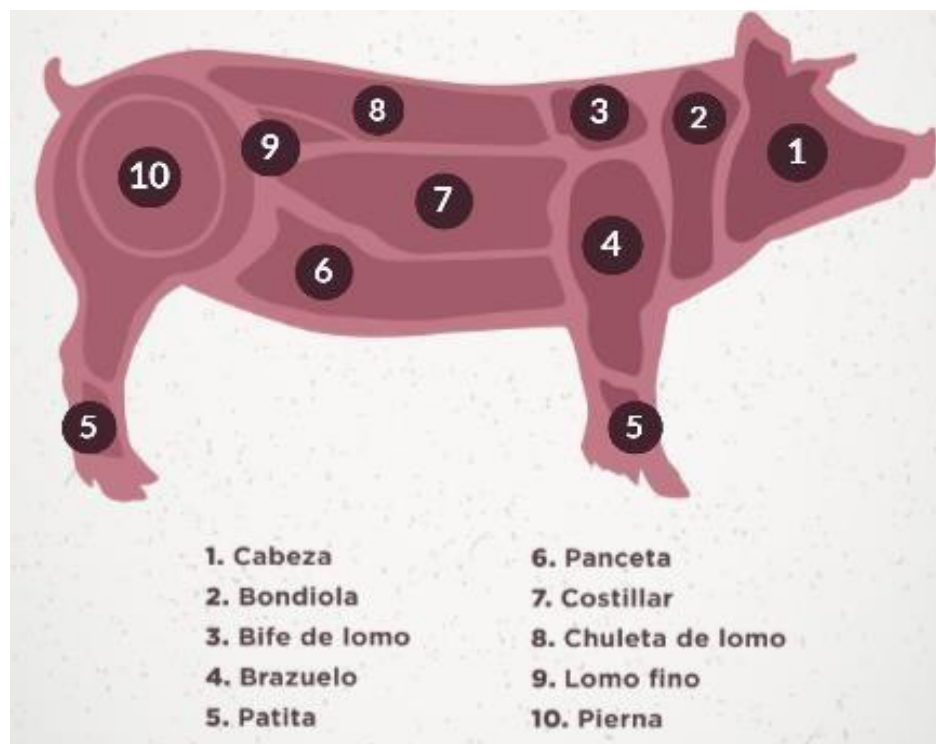 8
3
2
1
9
10
7
4
6
5
5
1. Cabeza
2. Bondiola
3. Bife de lomo
4. Brazuelo
5. Patita
6. Panceta
7. Costillar
8. Chuleta de lomo
9. Lomo fino
10. Pierna